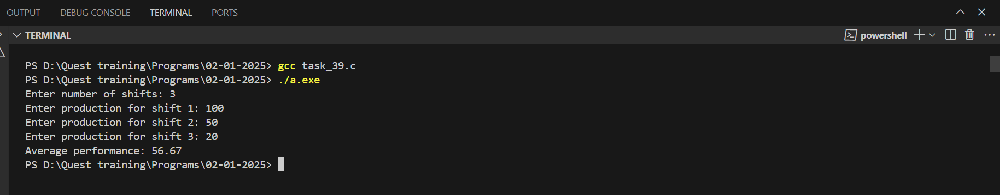 OUTPUT DEBUG CONSOLE TERMINAL PORTS
TERMINAL powershell
PS D:\Quest training\Programs\02-01-2025> gcc task_39.c
PS D:\Quest training\Programs\02-01-2025> ./a.exe
Enter number of shifts: 3
Enter production for shift 1: 100
Enter production for shift 2: 50
Enter production for shift 3: 20
Average performance: 56.67
PS D:\Quest training\Programs\02-01-2025>